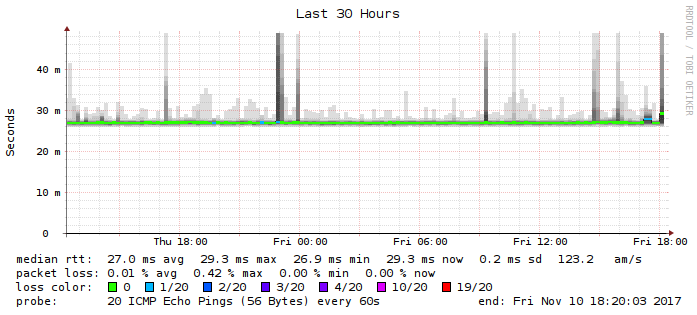 Last 30 Hours
RRDTOOL / TOBI OETIKER
Seconds
40 m
30 m
20 m
10 m
0
Thu 18:00 Fri 00:00 Fri 06:00 Fri 12:00 Fri 18:00
median rtt: 27.0 ms avg 29.3 ms max 26.9 ms min 29.3 ms now 0.2 ms sd 123.2 am/s
packet loss: 0.01 % avg 0.42 % max 0.00 % min 0.00 % now
loss color: 0 1/20 2/20 3/20 4/20 10/20 19/20
probe: 20 ICMP Echo Pings (56 Bytes) every 60s end: Fri Nov 10 18:20:03 2017